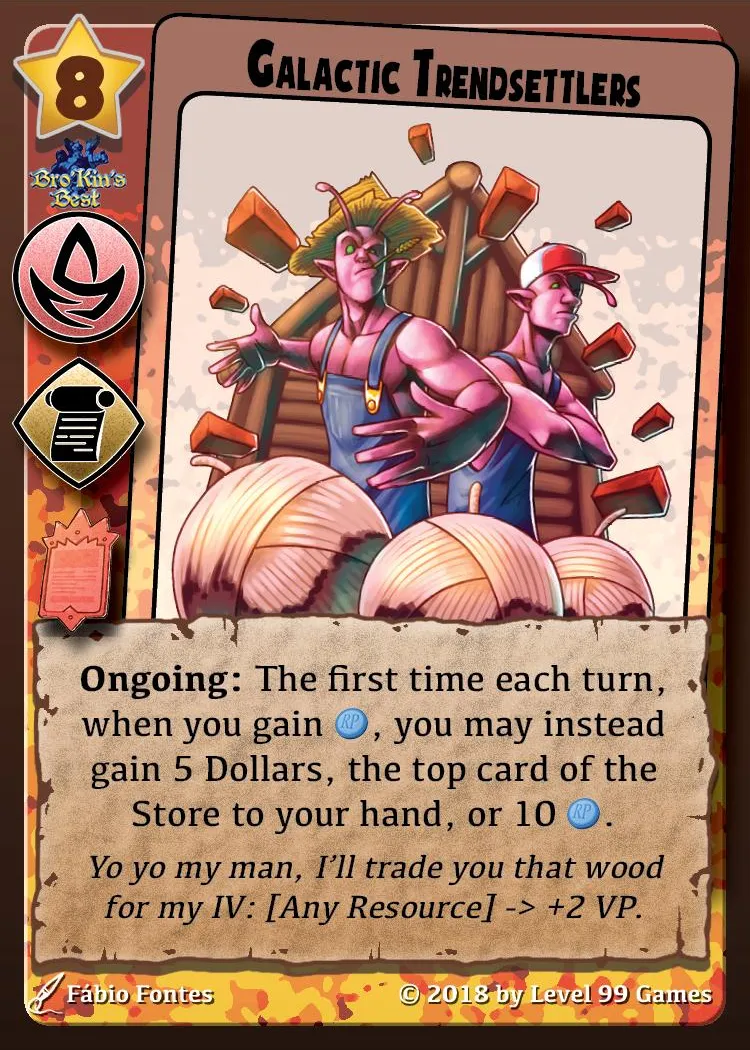 8
GALACTIC TRENDSETTLERS
Bro'Kin's
Best
Ongoing: The first time each turn,
when you gain RP, you may instead
gain 5 Dollars, the top card of the
Store to your hand, or 10 RP.
Yo yo my man, I'll trade you that wood
for my IV: [Any Resource] -> +2 VP.
Fábio Fontes
© 2018 by Level 99 Games